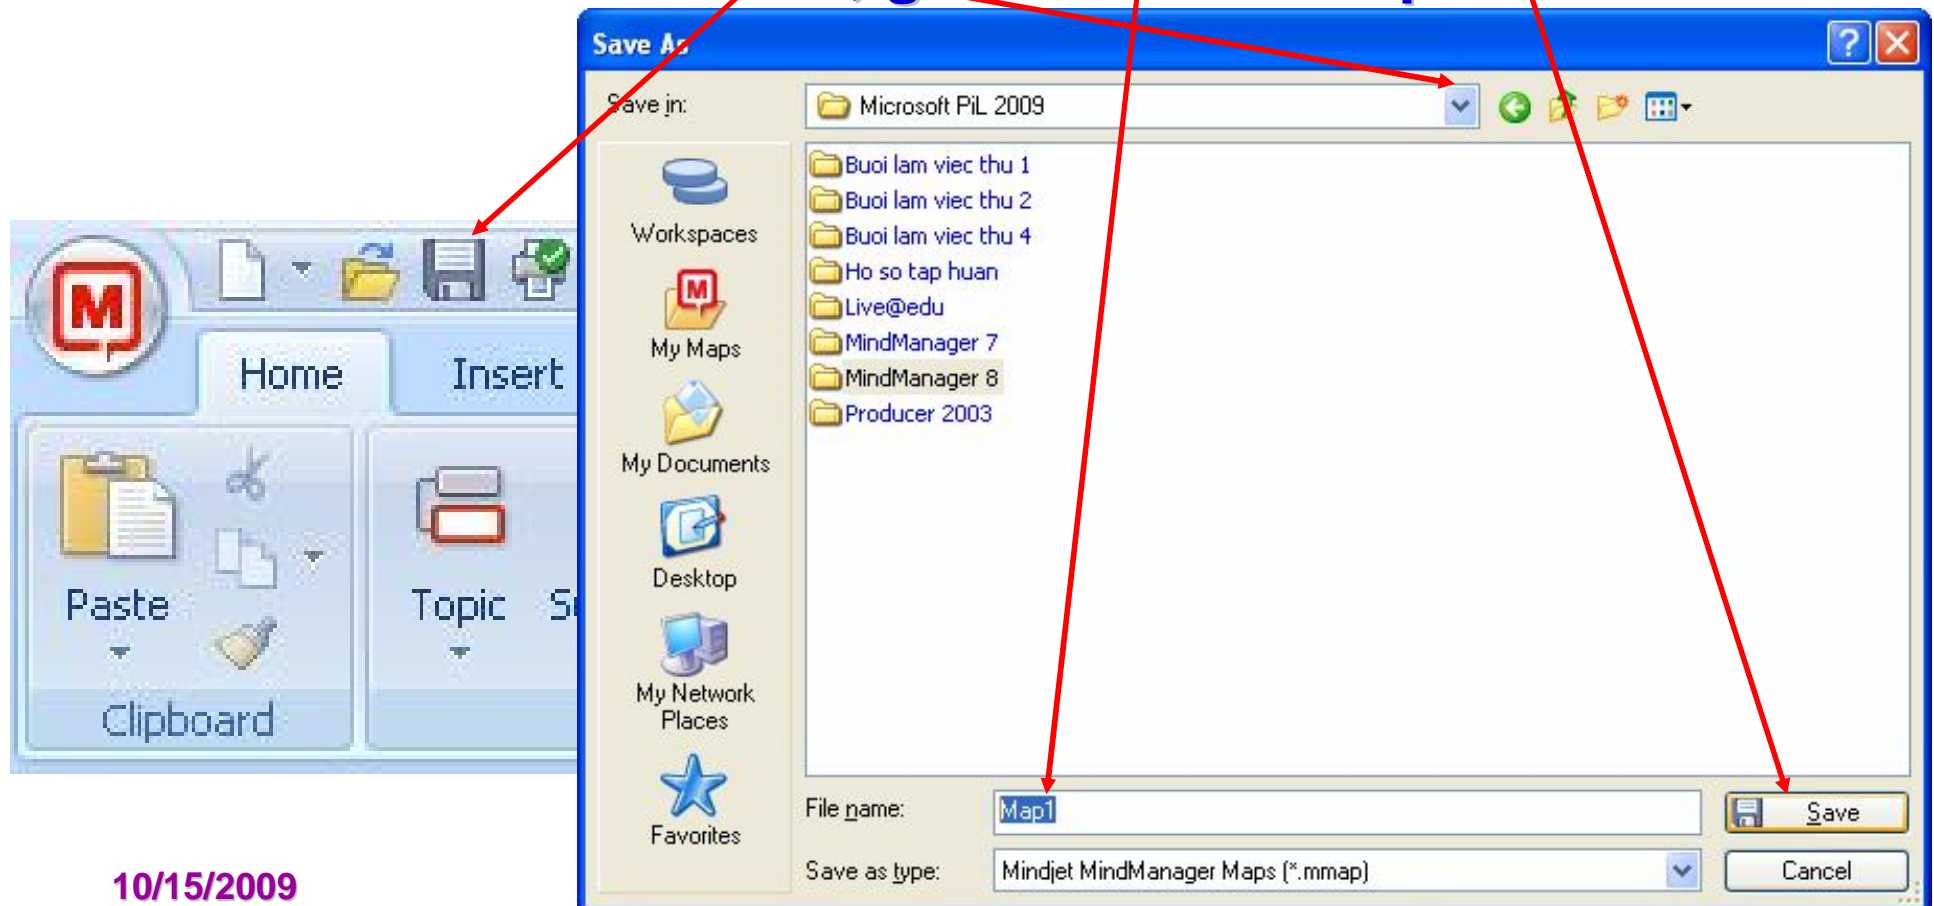 Save As
Save in:
Microsoft PiL 2009
Buoi lam viec thu 1
Buoi lam viec thu 2
Buoi lam viec thu 4
Ho so tap huan
Live@edu
MindManager 7
MindManager 8
Producer 2003
Workspaces
My Maps
My Documents
Desktop
My Network
Places
Favorites
File name:
Map1
Save
Save as type:
Mindjet MindManager Maps (*.mmap)
Cancel
M
Home
Insert
Paste
Topic
Clipboard
10/15/2009